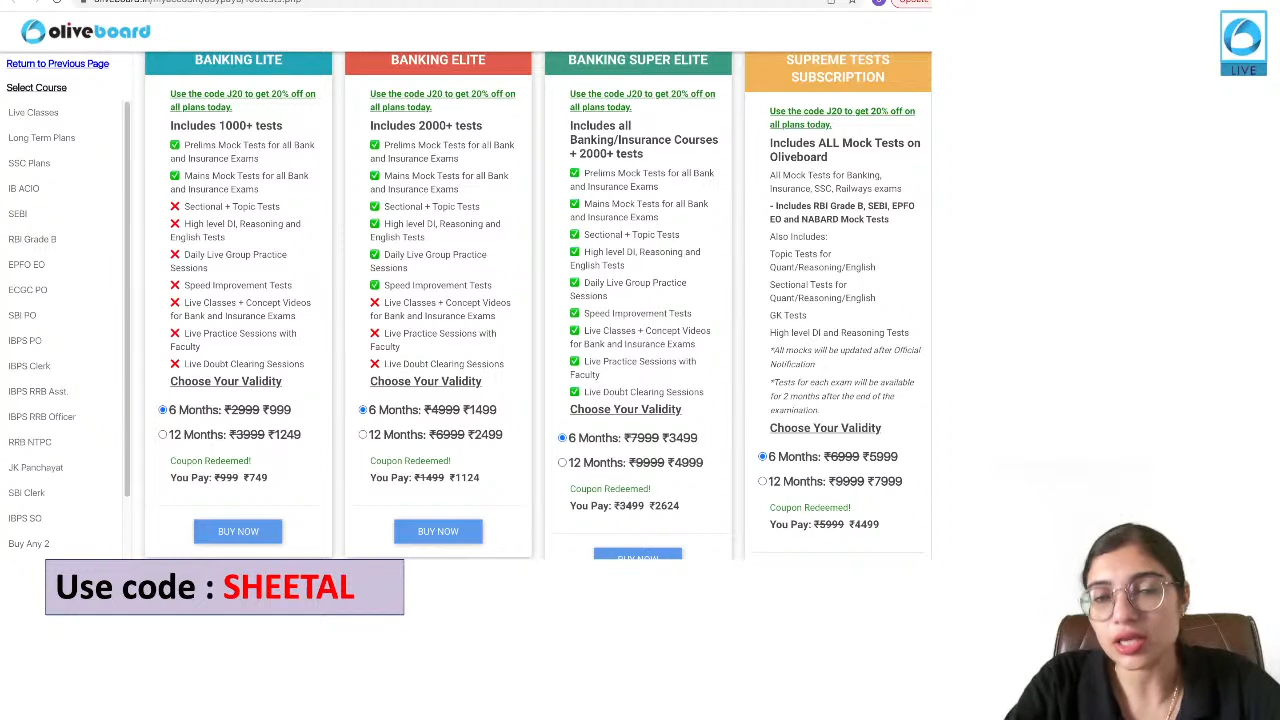 oliveboard
Return to Previous Page
Select Course
Live Classes
Long Term Plans
SSC Plans
IB ACIO
SEBI
RBI Grade B
EPFO EO
ECGC PO
SBI PO
IBPS PO
IBPS Clerk
IBPS RRB Asst.
IBPS RRB Officer
RRB NTPC
JK Panchayat
SBI Clerk
IBPS SO
Buy Any 2
BANKING LITE
Use the code J20 to get 20% off on
all plans today.
Includes 1000+ tests
Prelims Mock Tests for all Bank
and Insurance Exams
Mains Mock Tests for all Bank
and Insurance Exams
Sectional + Topic Tests
High level DI, Reasoning and
English Tests
Daily Live Group Practice
Sessions
Speed Improvement Tests
Live Classes + Concept Videos
for Bank and Insurance Exams
Live Practice Sessions with
Faculty
Live Doubt Clearing Sessions
Choose Your Validity
6 Months: ₹2999 ₹999
12 Months: ₹3999 ₹1249
Coupon Redeemed!
You Pay: ₹999 ₹749
BUY NOW
BANKING ELITE
Use the code J20 to get 20% off on
all plans today.
Includes 2000+ tests
Prelims Mock Tests for all Bank
and Insurance Exams
Mains Mock Tests for all Bank
and Insurance Exams
Sectional + Topic Tests
High level DI, Reasoning and
English Tests
Daily Live Group Practice
Sessions
Speed Improvement Tests
Live Classes + Concept Videos
for Bank and Insurance Exams
Live Practice Sessions with
Faculty
Live Doubt Clearing Sessions
Choose Your Validity
6 Months: ₹4999 ₹1499
12 Months: ₹6999 ₹2499
Coupon Redeemed!
You Pay: ₹1499 ₹1124
BUY NOW
BANKING SUPER ELITE
Use the code J20 to get 20% off on
all plans today.
Includes all
Banking/Insurance Courses
+ 2000+ tests
Prelims Mock Tests for all Bank
and Insurance Exams
Mains Mock Tests for all Bank
and Insurance Exams
Sectional + Topic Tests
High level DI, Reasoning and
English Tests
Daily Live Group Practice
Sessions
Speed Improvement Tests
Live Classes + Concept Videos
for Bank and Insurance Exams
Live Practice Sessions with
Faculty
Live Doubt Clearing Sessions
Choose Your Validity
6 Months: ₹7999 ₹3499
12 Months: ₹9999 ₹4999
Coupon Redeemed!
You Pay: ₹3499 ₹2624
BUY NOW
SUPREME TESTS
SUBSCRIPTION
Use the code J20 to get 20% off on
all plans today.
Includes ALL Mock Tests on
Oliveboard
All Mock Tests for Banking,
Insurance, SSC, Railways exams
- Includes RBI Grade B, SEBI, EPFO
EO and NABARD Mock Tests
Also Includes:
Topic Tests for
Quant/Reasoning/English
Sectional Tests for
Quant/Reasoning/English
GK Tests
High level DI and Reasoning Tests
*All mocks will be updated after Official
Notification
*Tests for each exam will be available
for 2 months after the end of the
examination.
Choose Your Validity
6 Months: ₹6999 ₹5999
12 Months: ₹9999 ₹7999
Coupon Redeemed!
You Pay: ₹5999 ₹4499
Use code : SHEETAL
LIVE